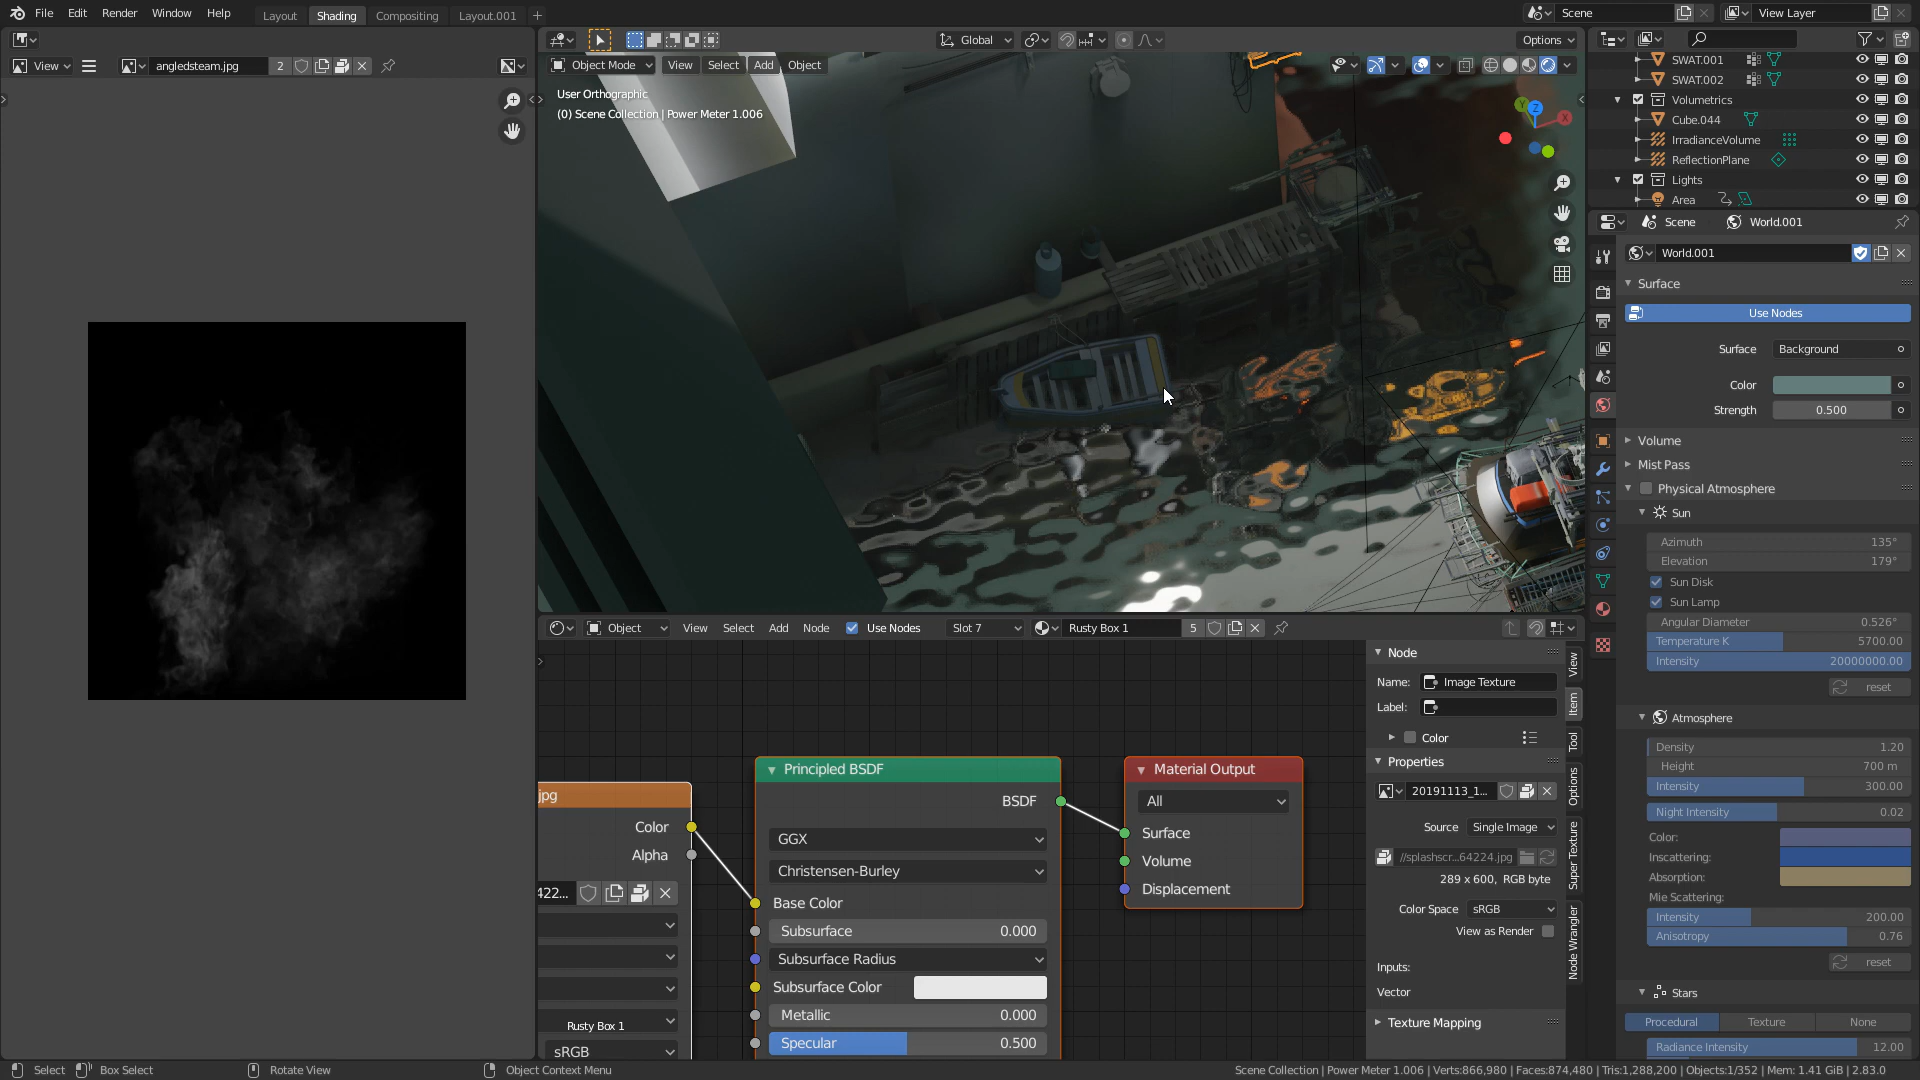 File Edit Render Window Help Layout Shading Compositing Layout.001 + Scene View Layer
View angledsteam.jpg 2
Global Options
Object Mode View Select Add Object
User Orthographic
(0) Scene Collection | Power Meter 1.006
Y Z X
SWAT.001
SWAT.002
Volumetrics
Cube.044
IrradianceVolume
ReflectionPlane
Lights
Area
Scene World.001
World.001
Surface
Use Nodes
Surface Background
Color
Strength 0.500
Volume
Mist Pass
Physical Atmosphere
Sun
Azimuth 135°
Elevation 179°
Sun Disk
Sun Lamp
Angular Diameter 0.526°
Temperature K 5700.00
Intensity 20000000.00
reset
Atmosphere
Density 1.20
Height 700 m
Intensity 300.00
Night Intensity 0.02
Color:
Inscattering:
Absorption:
Mie Scattering:
Intensity 200.00
Anisotropy 0.76
reset
Stars
Procedural Texture None
Radiance Intensity 12.00
Object View Select Add Node Use Nodes Slot 7 Rusty Box 1 5
jpg
Color
Alpha
422...
Rusty Box 1
sRGB
Principled BSDF
BSDF
GGX
Christensen-Burley
Base Color
Subsurface 0.000
Subsurface Radius
Subsurface Color
Metallic 0.000
Specular 0.500
Material Output
All
Surface
Volume
Displacement
Node
Name: Image Texture
Label:
Color
Properties
20191113_1...
Source Single Image
//splashscr...64224.jpg
289 x 600, RGB byte
Color Space sRGB
View as Render
Inputs:
Vector
Texture Mapping
View
Item
Tool
Options
Super Texture
Node Wrangler
Select Box Select Rotate View Object Context Menu
Scene Collection | Power Meter 1.006 | Verts:866,980 | Faces:874,480 | Tris:1,288,200 | Objects:1/352 | Mem: 1.41 GiB | 2.83.0